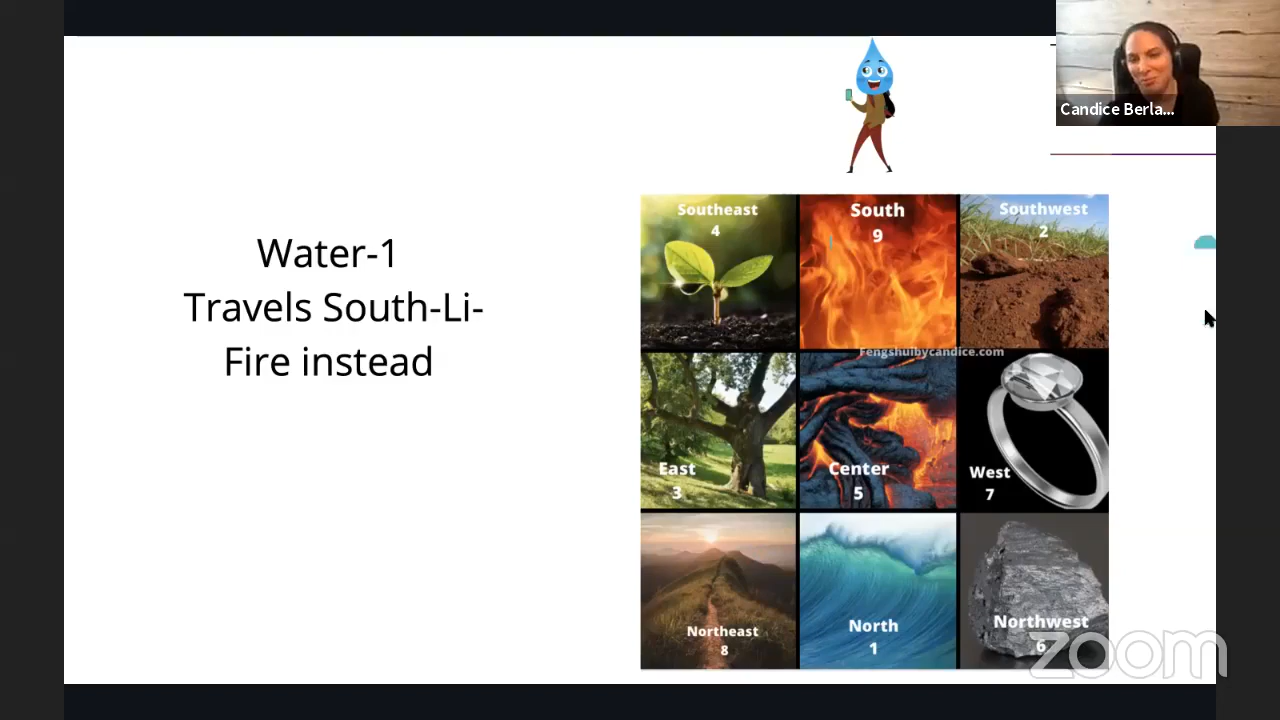 Candice Berla...
Water-1
Travels South-Li-
Fire instead
Southeast
4
South
9
Southwest
2
Fengshuibycandice.com
East
3
Center
5
West
7
Northeast
8
North
1
Northwest
6
zoom